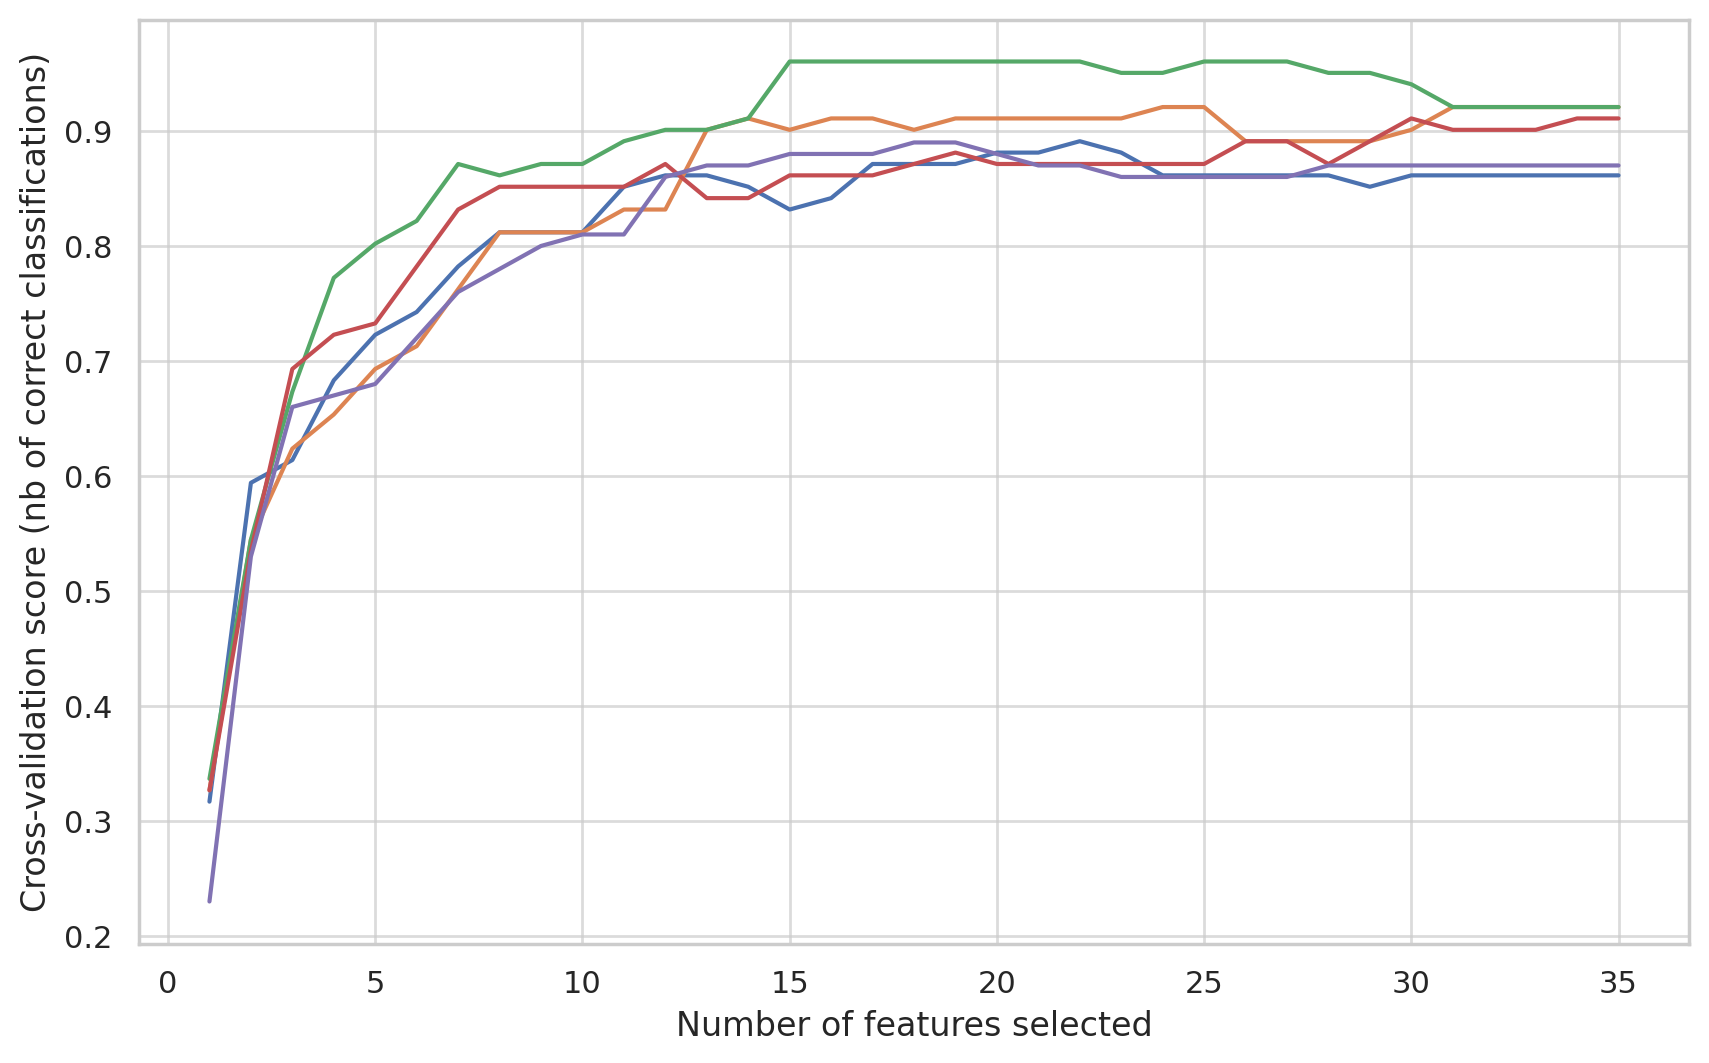 Cross-validation score (nb of correct classifications)
0.9
0.8
0.7
0.6
0.5
0.4
0.3
0.2
0 5 10 15 20 25 30 35
Number of features selected